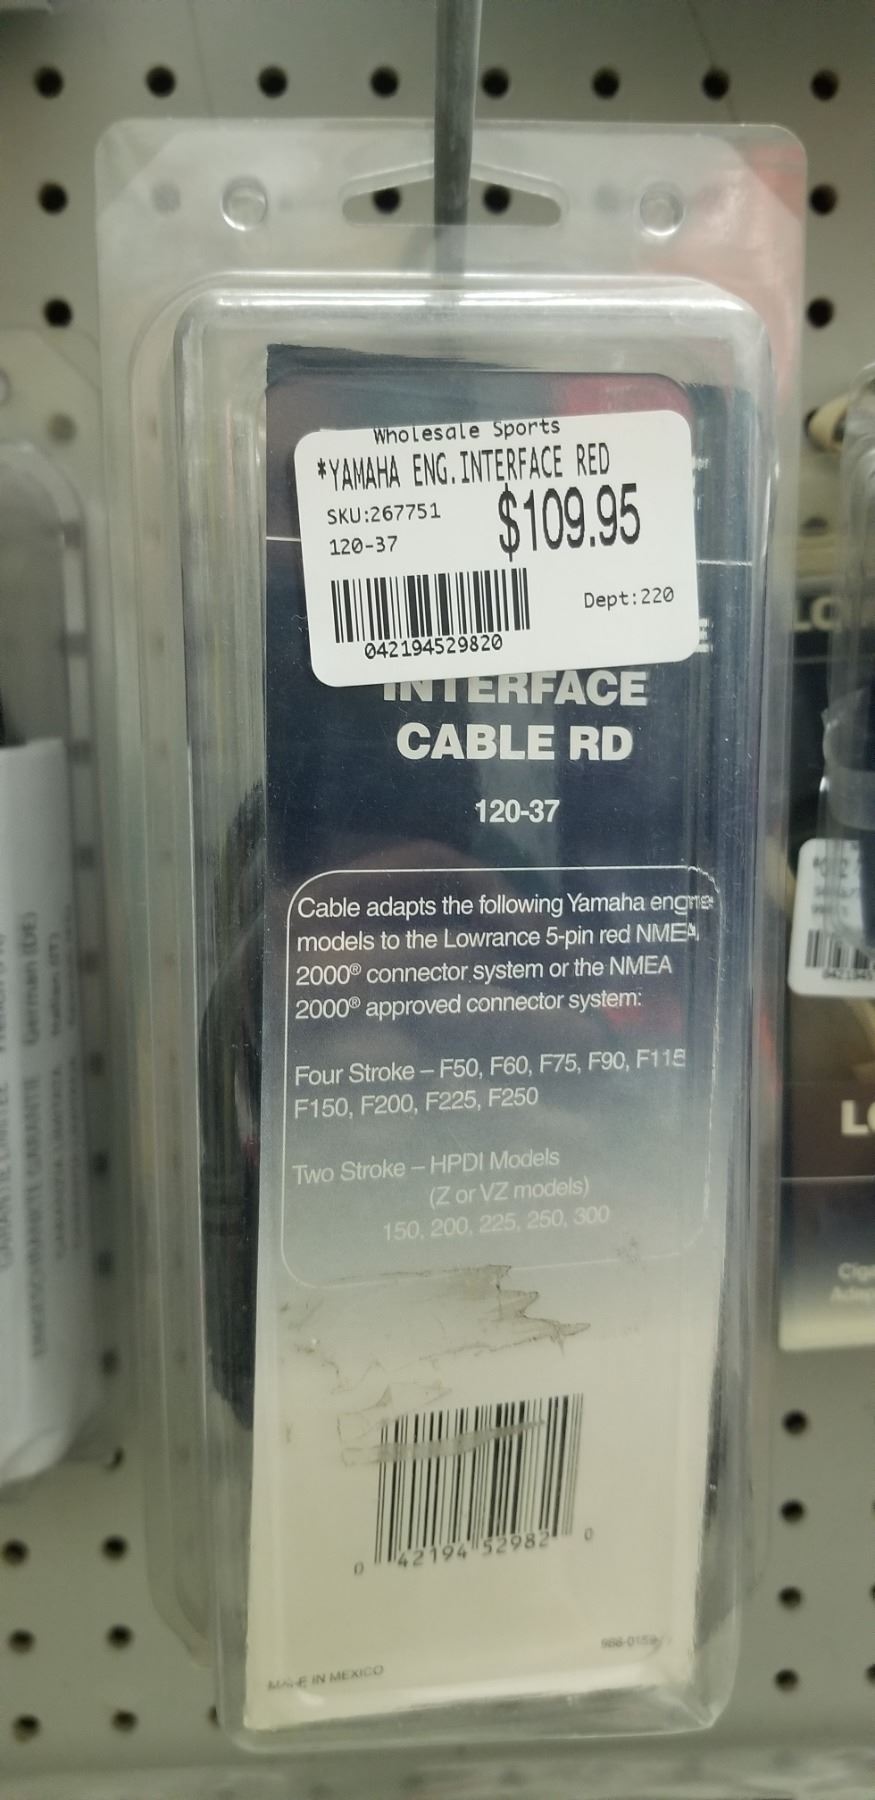 Wholesale Sports
*YAMAHA ENG.INTERFACE RED
SKU:267751
$109.95
120-37
Dept:220
042194529820
INTERFACE
CABLE RD
120-37
Cable adapts the following Yamaha engine
models to the Lowrance 5-pin red NMEA
2000® connector system or the NMEA
2000® approved connector system:
Four Stroke – F50, F60, F75, F90, F115
F150, F200, F225, F250
Two Stroke – HPDI Models
(Z or VZ models)
150, 200, 225, 250, 300
0 42194 52982 0
MADE IN MEXICO
German (DE)